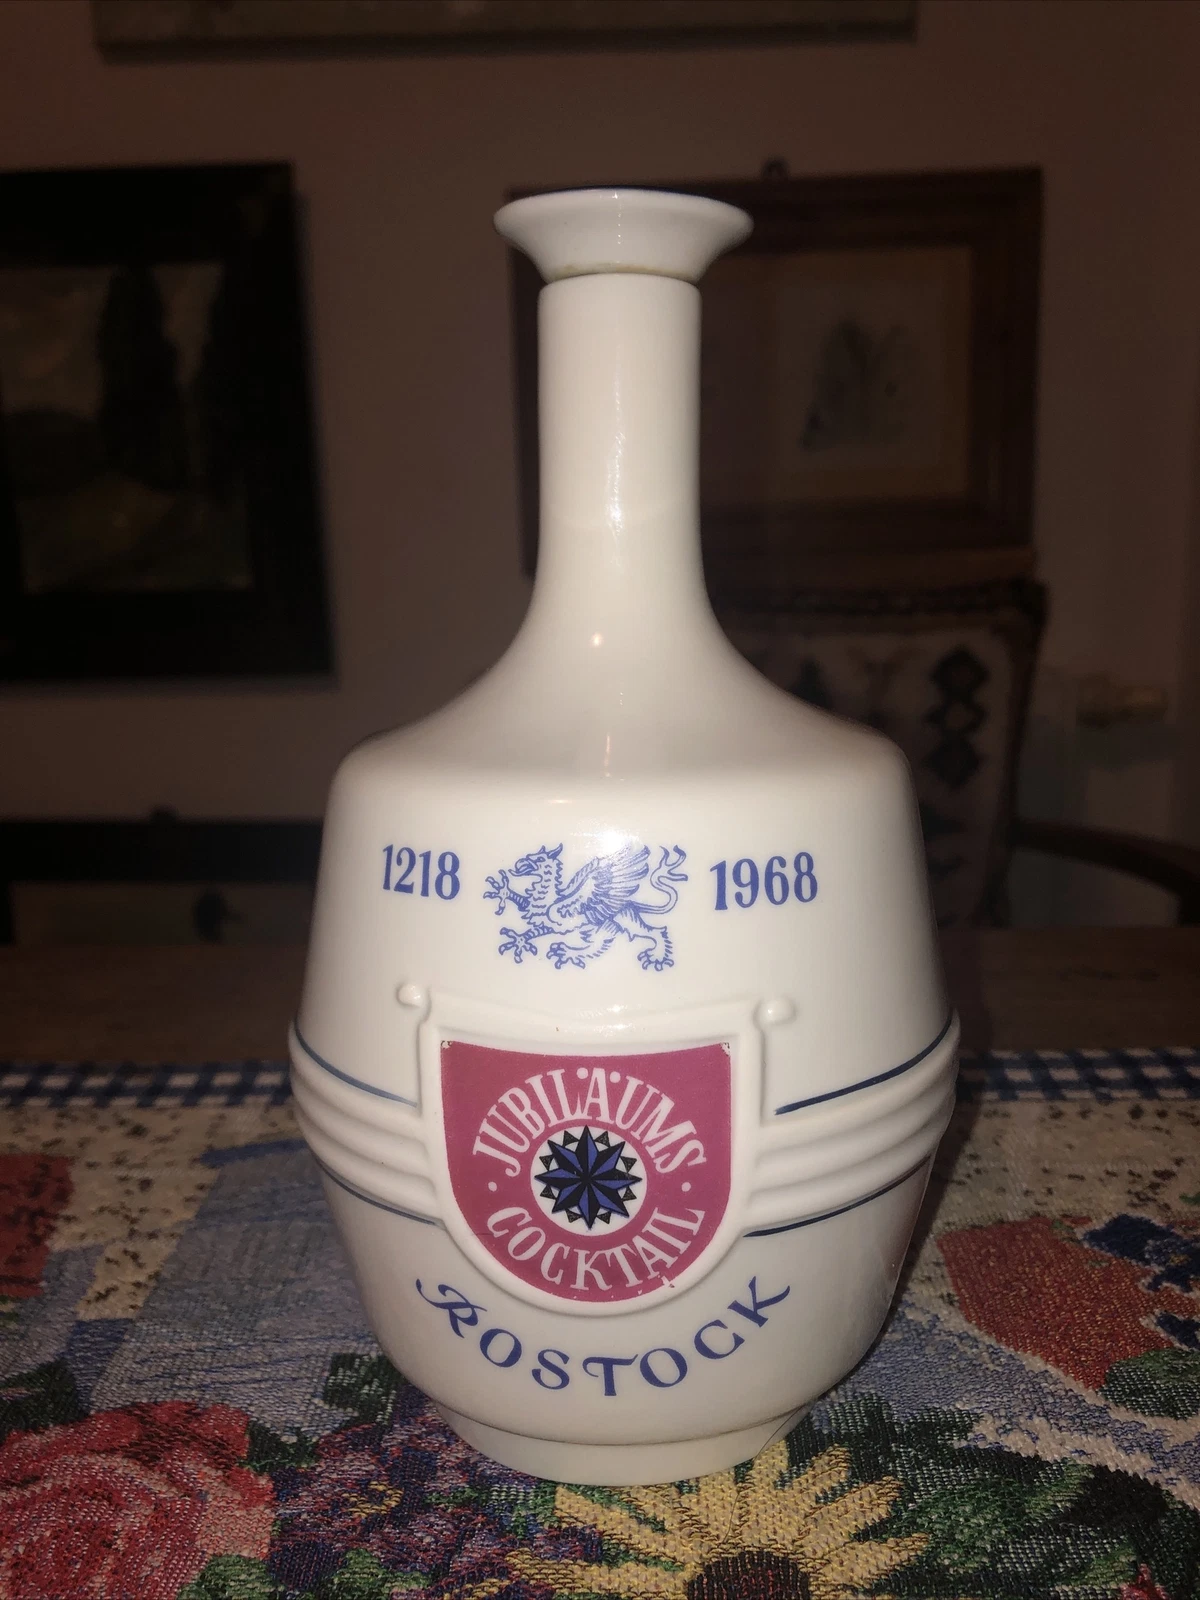 1218 1968
JUBILÄUMS
· COCKTAIL ·
ROSTOCK